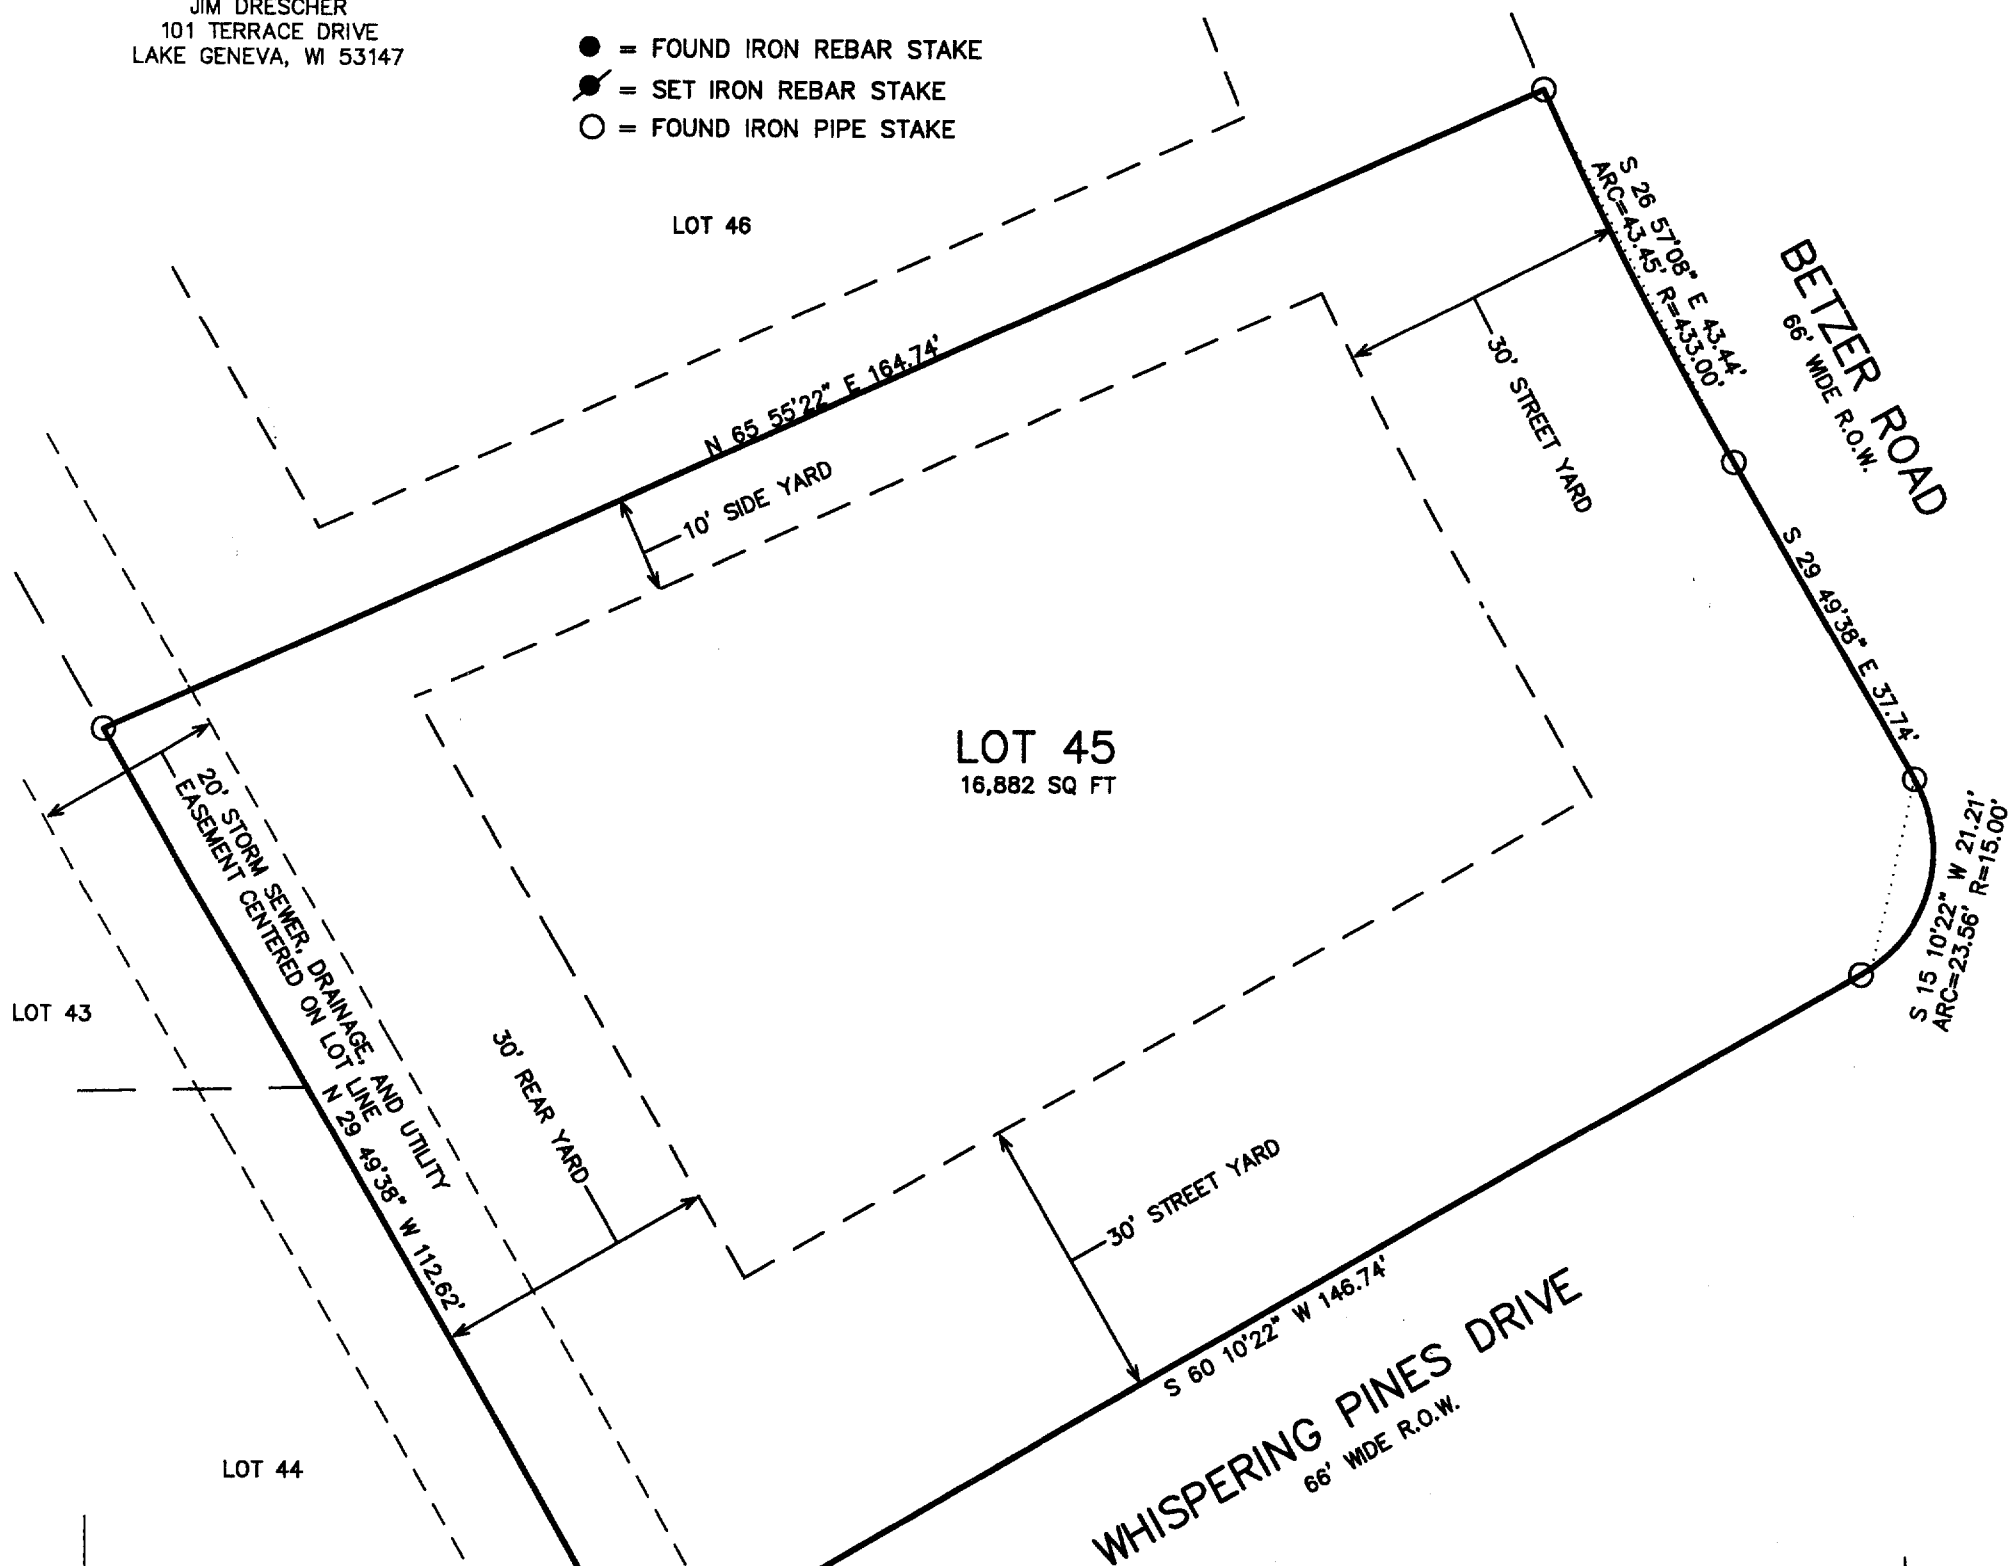 JIM DRESCHER
101 TERRACE DRIVE
LAKE GENEVA, WI 53147
= FOUND IRON REBAR STAKE
= SET IRON REBAR STAKE
= FOUND IRON PIPE STAKE
LOT 46
S 26 57'08" E 43.44'
ARC=43.45' R=433.00'
BETZER ROAD
66' WIDE R.O.W.
N 65 55'22" E 164.74'
10' SIDE YARD
30' STREET YARD
S 29 49'38" E 37.74'
LOT 45
16,882 SQ FT
20' STORM SEWER, DRAINAGE, AND UTILITY
EASEMENT CENTERED ON LOT LINE
S 15 10'22" W 21.21'
ARC=23.56' R=15.00'
LOT 43
30' REAR YARD
N 29 49'38" W 112.62'
30' STREET YARD
S 60 10'22" W 146.74'
WHISPERING PINES DRIVE
66' WIDE R.O.W.
LOT 44